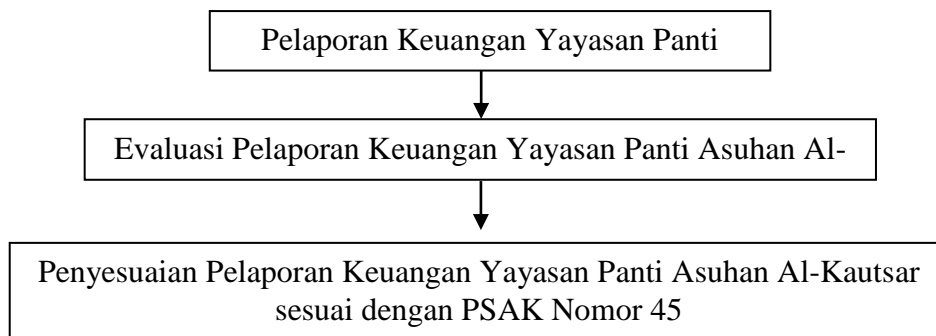 Pelaporan Keuangan Yayasan Panti
Evaluasi Pelaporan Keuangan Yayasan Panti Asuhan Al-
Penyesuaian Pelaporan Keuangan Yayasan Panti Asuhan Al-Kautsar
sesuai dengan PSAK Nomor 45